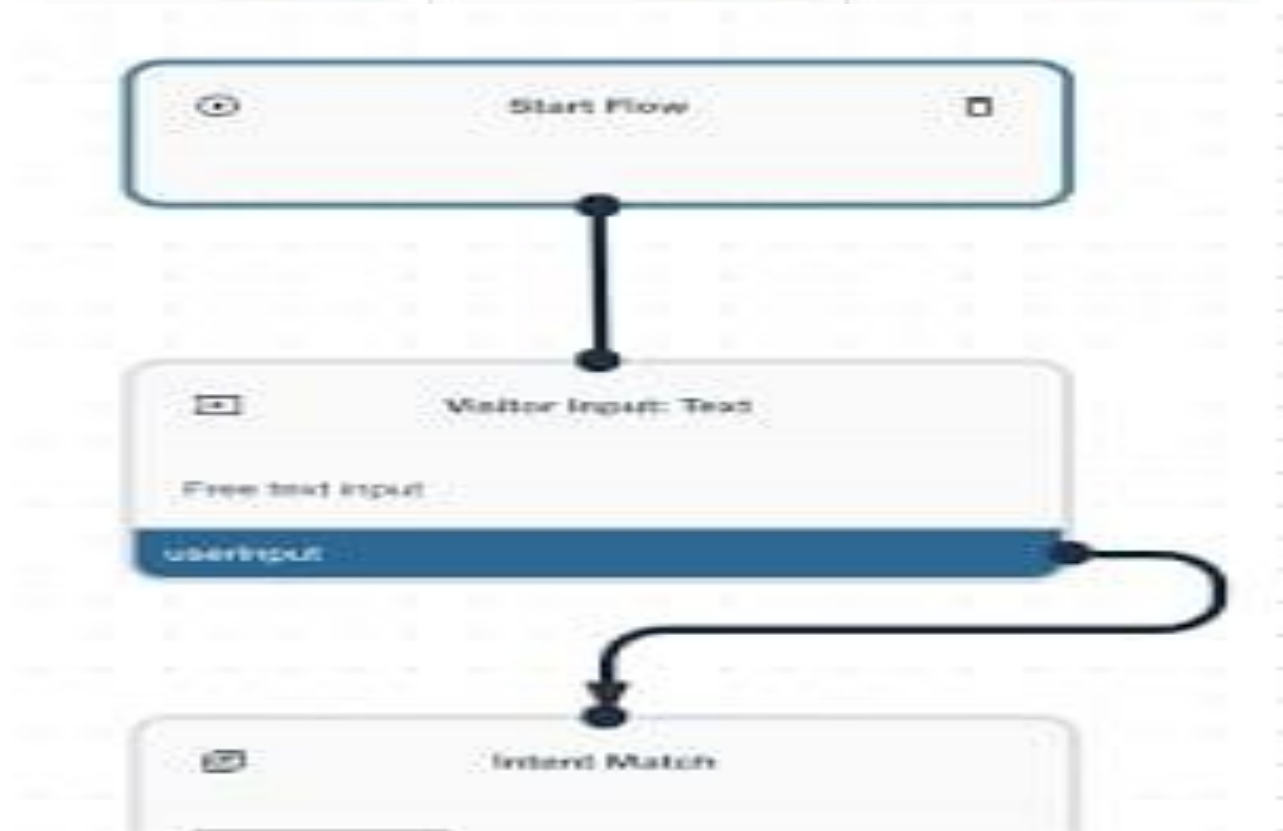 Start Flow
Visitor Input: Text
Free text input
userInput
Intent Match